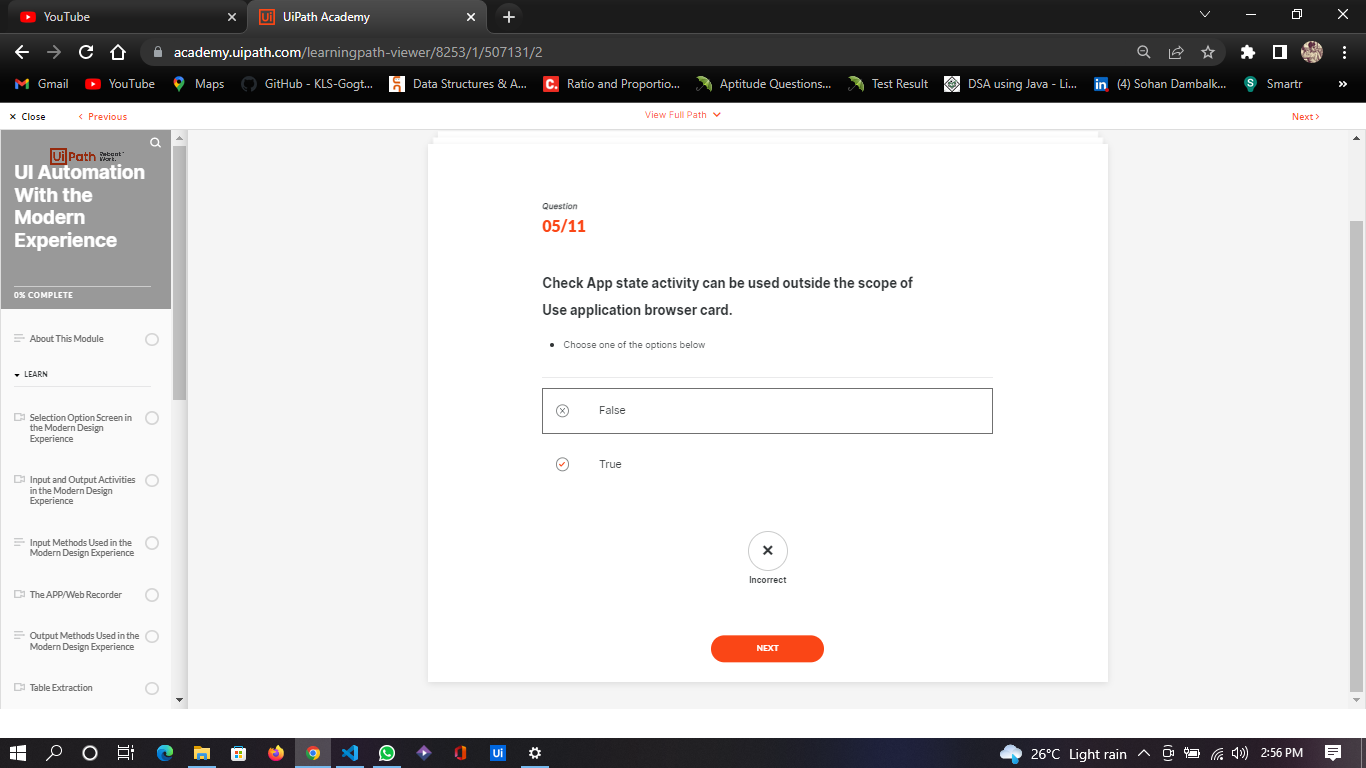 YouTube
UiPath Academy
academy.uipath.com/learningpath-viewer/8253/1/507131/2
Gmail
YouTube
Maps
GitHub - KLS-Gogt...
Data Structures & A...
Ratio and Proportio...
Aptitude Questions...
Test Result
DSA using Java - Li...
(4) Sohan Dambalk...
Smartr
»
× Close
< Previous
View Full Path
Next >
Ui Path Reboot Work.
UI Automation
With the
Modern
Experience
0% COMPLETE
About This Module
LEARN
Selection Option Screen in
the Modern Design
Experience
Input and Output Activities
in the Modern Design
Experience
Input Methods Used in the
Modern Design Experience
The APP/Web Recorder
Output Methods Used in the
Modern Design Experience
Table Extraction
Question
05/11
Check App state activity can be used outside the scope of
Use application browser card.
• Choose one of the options below
False
True
Incorrect
NEXT
Ui
26°C Light rain
2:56 PM